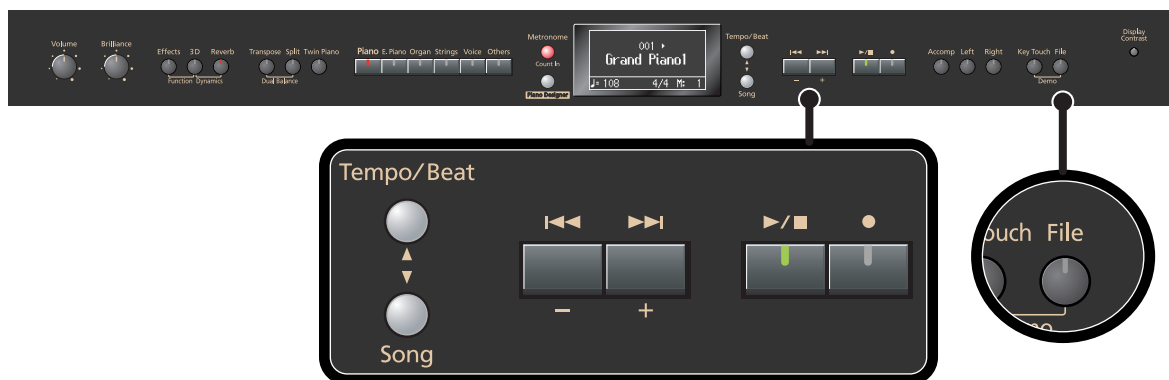 Volume
Brilliance
Effects 3D Reverb
Function Dynamics
Transpose Split Twin Piano
Dual Balance
Piano E. Piano Organ Strings Voice Others
Metronome
Count In
Piano Designer
001 ▸
Grand Piano1
♩= 108 4/4 M: 1
Tempo/Beat
▲
▼
Song
|◀◀ ▶▶|
− +
▶/■ ●
Accomp Left Right
Key Touch File
Demo
Display
Contrast
Tempo/Beat
▲
▼
Song
|◀◀ ▶▶|
− +
▶/■ ●
ouch File
mo